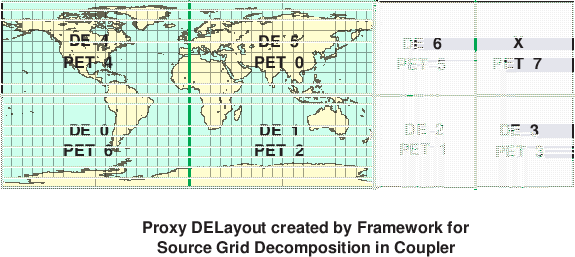 DE 4 DE 5 DE 6 X
PET 4 PET 0 PET 5 PET 7
DE 0 DE 1 DE 2 DE 3
PET 6 PET 2 PET 1 PET 3
Proxy DELayout created by Framework for
Source Grid Decomposition in Coupler